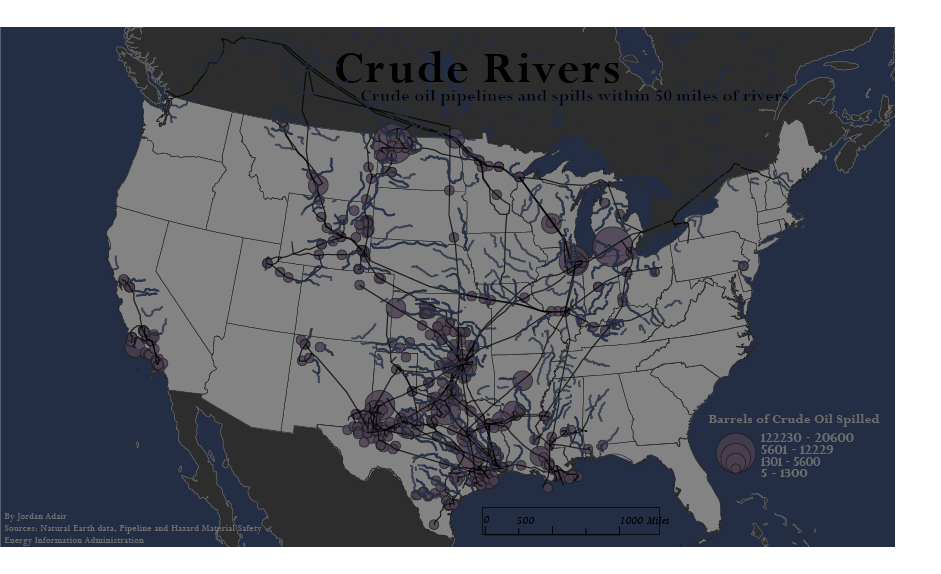 Crude Rivers
Crude oil pipelines and spills within 50 miles of rivers
Barrels of Crude Oil Spilled
122230 - 20600
5601 - 12229
1301 - 5600
5 - 1300
0 500 1000 Miles
By Jordan Adair
Sources: Natural Earth data, Pipeline and Hazard Material Safety
Energy Information Administration